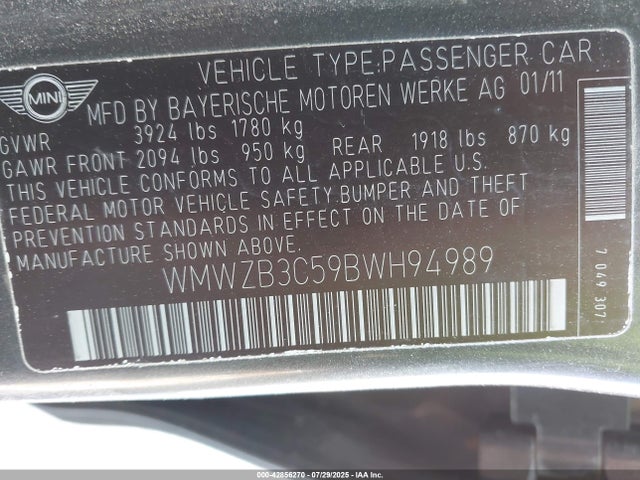 MINI
VEHICLE TYPE:PASSENGER CAR
MFD BY BAYERISCHE MOTOREN WERKE AG 01/11
GVWR 3924 lbs 1780 kg
GAWR FRONT 2094 lbs 950 kg REAR 1918 lbs 870 kg
THIS VEHICLE CONFORMS TO ALL APPLICABLE U.S.
FEDERAL MOTOR VEHICLE SAFETY,BUMPER AND THEFT
PREVENTION STANDARDS IN EFFECT ON THE DATE OF
MANUFACTURE SHOWN ABOVE.
WMWZB3C59BWH94989
7 049 307
000-42856270 - 07/29/2025 - IAA Inc.